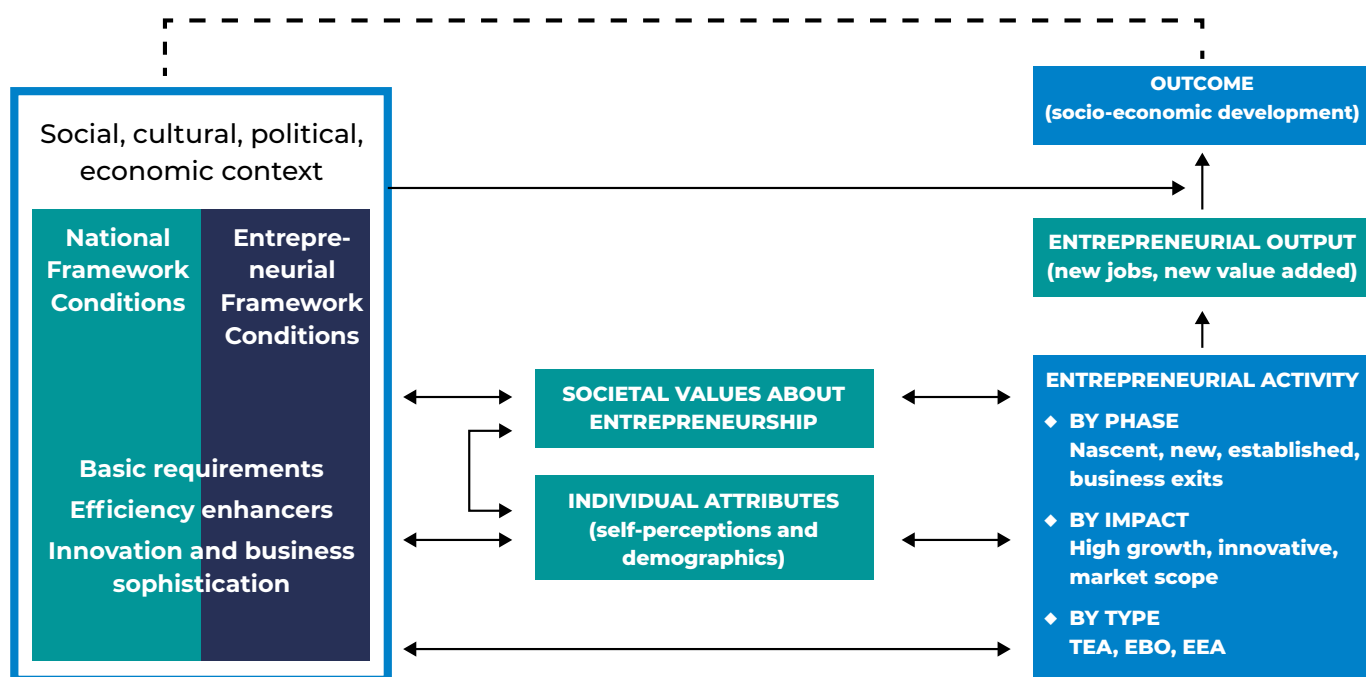 Social, cultural, political,
economic context
National
Framework
Conditions
Entrepre-
neurial
Framework
Conditions
Basic requirements
Efficiency enhancers
Innovation and business
sophistication
SOCIETAL VALUES ABOUT
ENTREPRENEURSHIP
INDIVIDUAL ATTRIBUTES
(self-perceptions and
demographics)
OUTCOME
(socio-economic development)
ENTREPRENEURIAL OUTPUT
(new jobs, new value added)
ENTREPRENEURIAL ACTIVITY
◆ BY PHASE
Nascent, new, established,
business exits
◆ BY IMPACT
High growth, innovative,
market scope
◆ BY TYPE
TEA, EBO, EEA